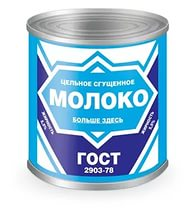 ЦЕЛЬНОЕ СГУЩЕННОЕ
МОЛОКО
БОЛЬШЕ ЗДЕСЬ
ГОСТ
2903-78